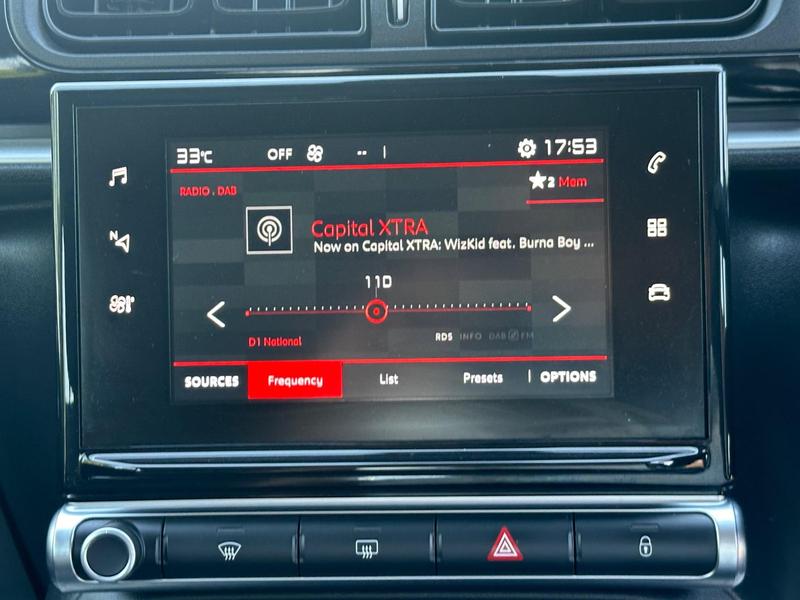 33°C OFF -- | 17:53
RADIO . DAB
2 Mem
Capital XTRA
Now on Capital XTRA: WizKid feat. Burna Boy ...
N
11D
D1 National
RDS INFO DAB FM
SOURCES Frequency List Presets | OPTIONS